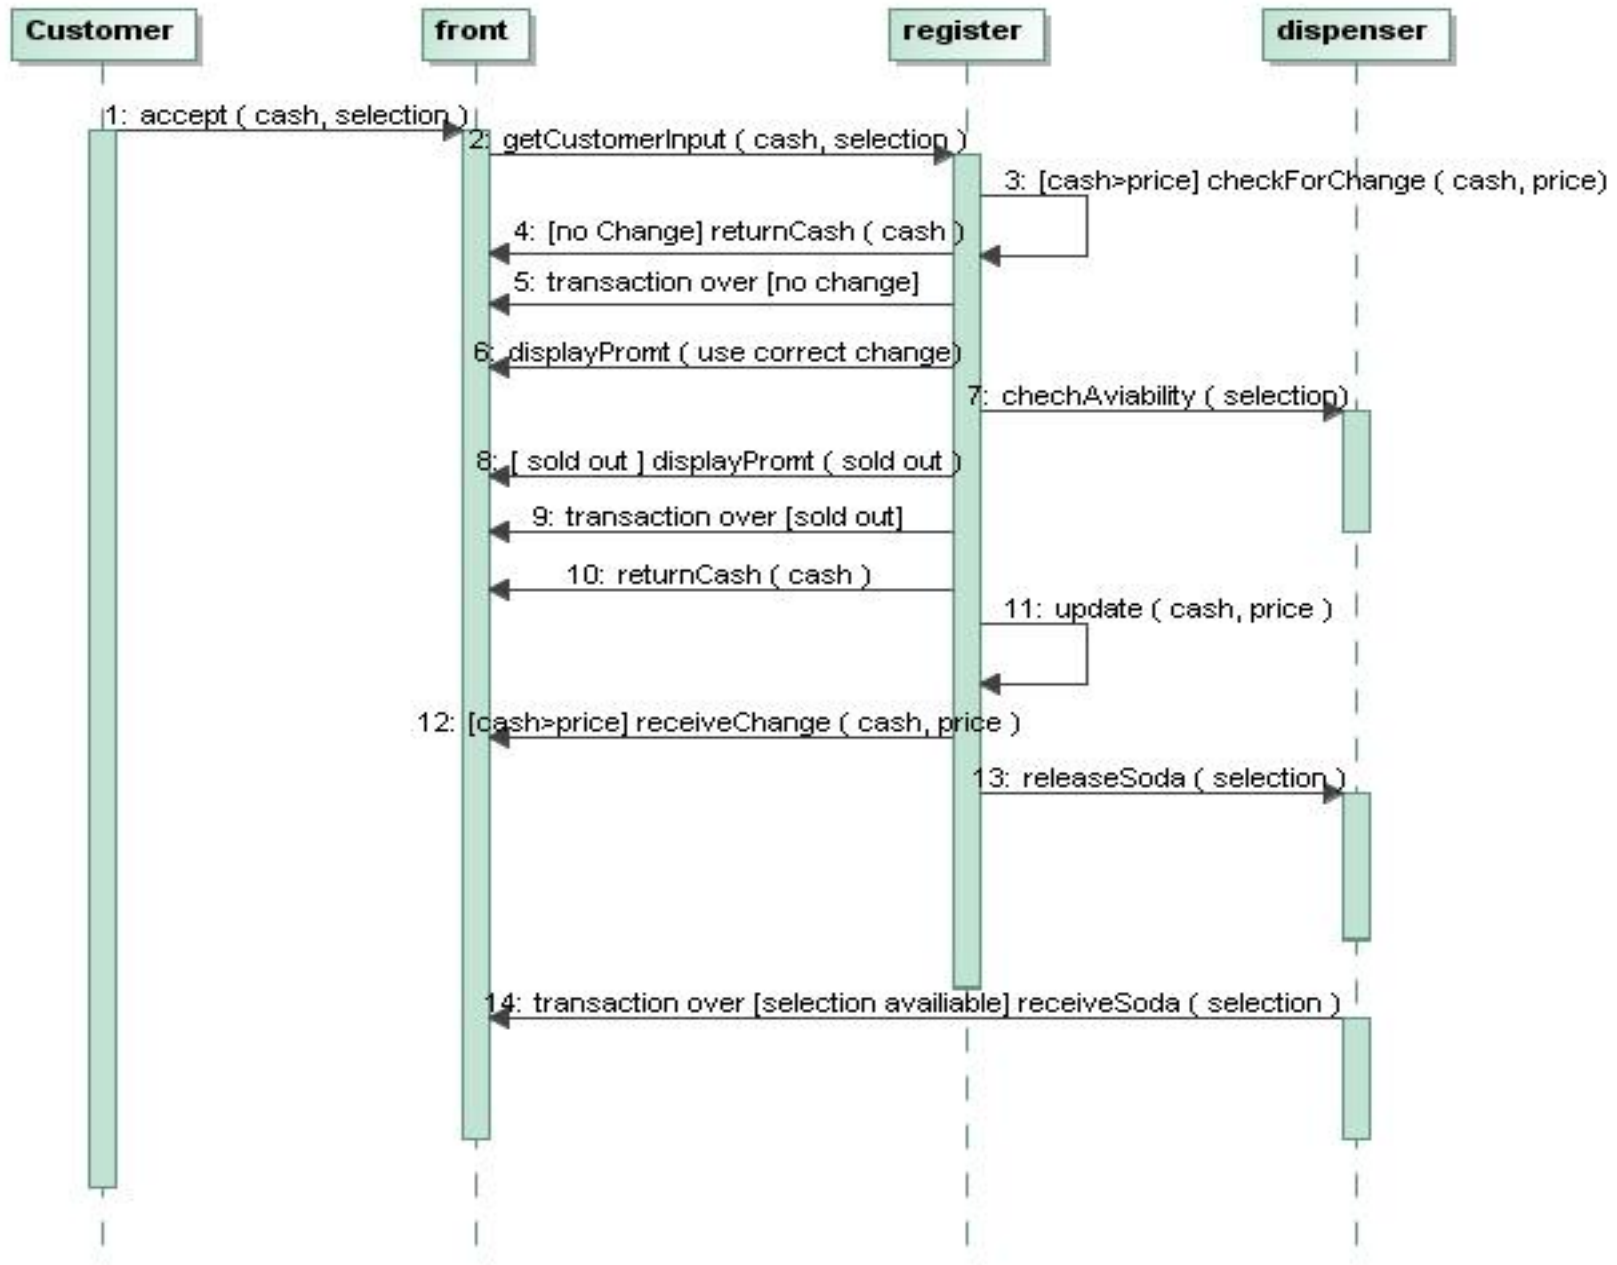 Customer
front
register
dispenser
1: accept ( cash, selection )
2: getCustomerInput ( cash, selection )
3: [cash>price] checkForChange ( cash, price)
4: [no Change] returnCash ( cash )
5: transaction over [no change]
6: displayPromt ( use correct change)
7: chechAviability ( selection)
8: [ sold out ] displayPromt ( sold out )
9: transaction over [sold out]
10: returnCash ( cash )
11: update ( cash, price )
12: [cash>price] receiveChange ( cash, price )
13: releaseSoda ( selection )
14: transaction over [selection availiable] receiveSoda ( selection )